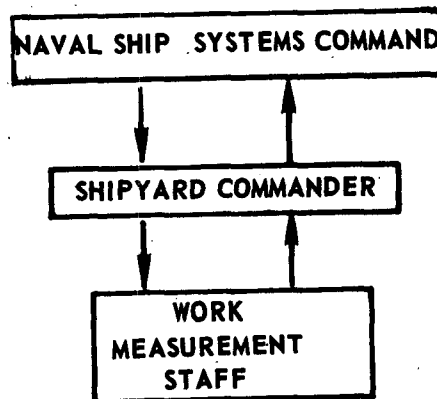 NAVAL SHIP SYSTEMS COMMAND
SHIPYARD COMMANDER
WORK
MEASUREMENT
STAFF